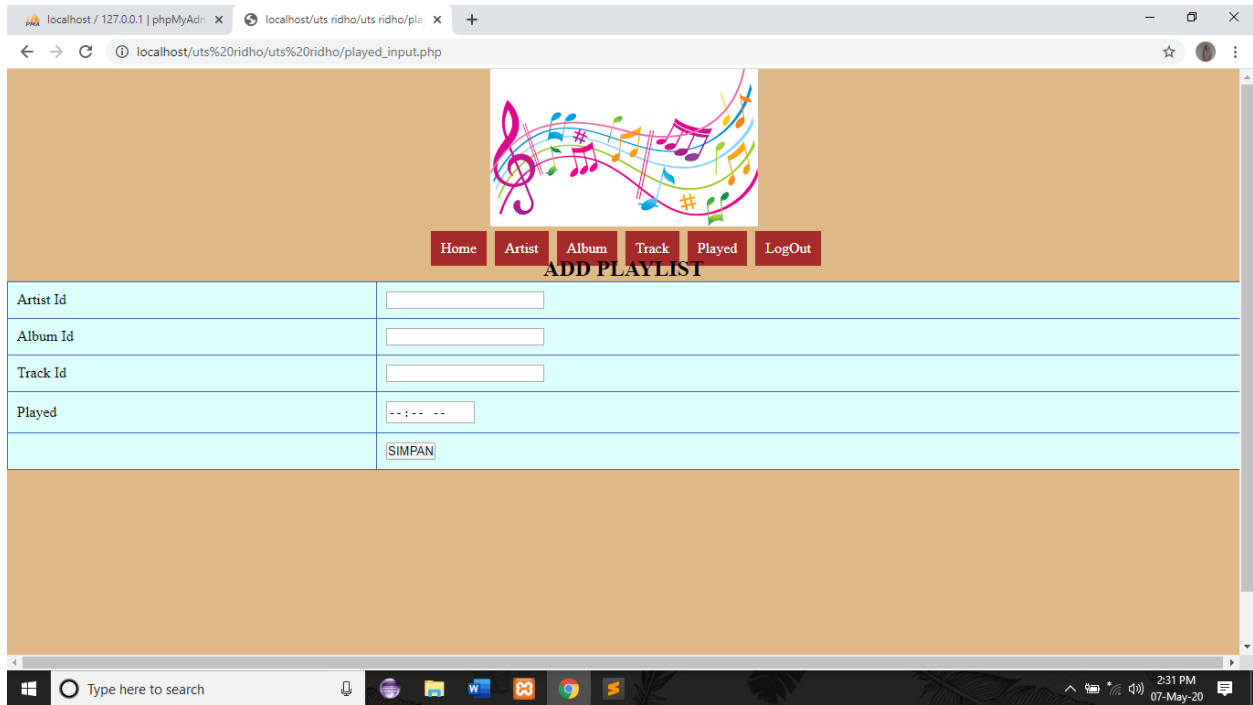 localhost / 127.0.0.1 | phpMyAdm
localhost/uts ridho/uts ridho/pla
localhost/uts%20ridho/uts%20ridho/played_input.php
Home Artist Album Track Played LogOut
ADD PLAYLIST
Artist Id
Album Id
Track Id
Played --:-- --
SIMPAN
Type here to search
2:31 PM
07-May-20